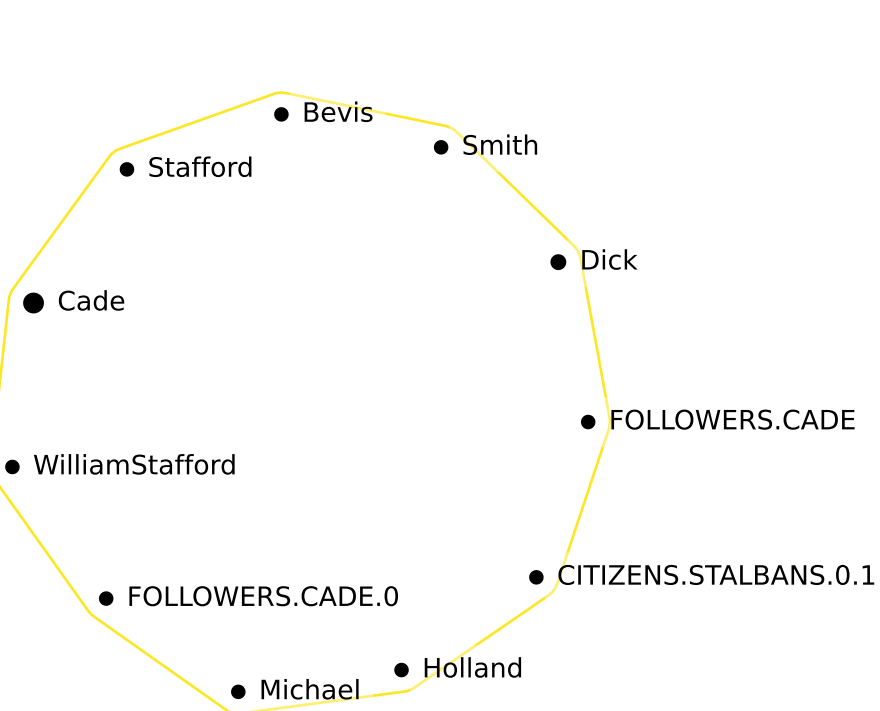 Bevis
Smith
Stafford
Dick
Cade
FOLLOWERS.CADE
WilliamStafford
CITIZENS.STALBANS.0.1
FOLLOWERS.CADE.0
Holland
Michael